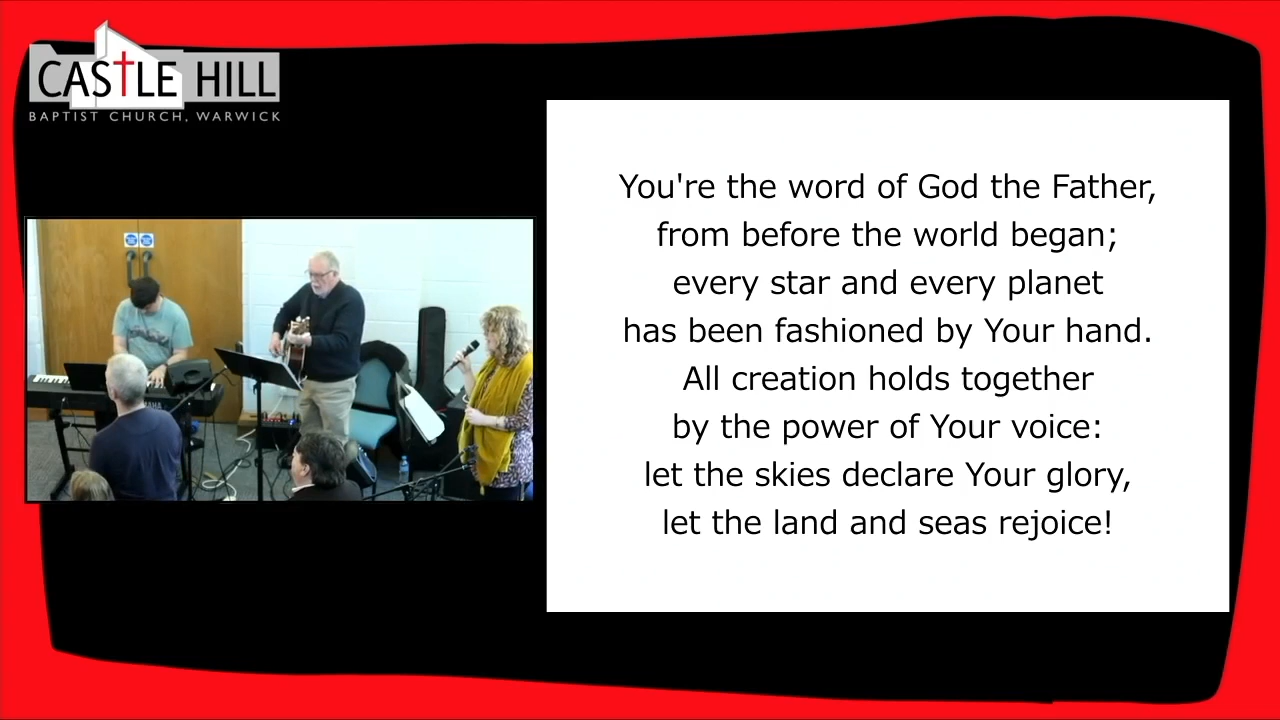 CASTLE HILL
BAPTIST CHURCH, WARWICK
You're the word of God the Father,
from before the world began;
every star and every planet
has been fashioned by Your hand.
All creation holds together
by the power of Your voice:
let the skies declare Your glory,
let the land and seas rejoice!